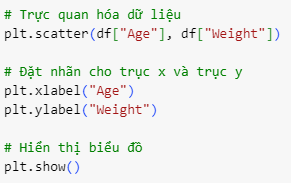 # Trực quan hóa dữ liệu
plt.scatter(df["Age"], df["Weight"])
# Đặt nhãn cho trục x và trục y
plt.xlabel("Age")
plt.ylabel("Weight")
# Hiển thị biểu đồ
plt.show()